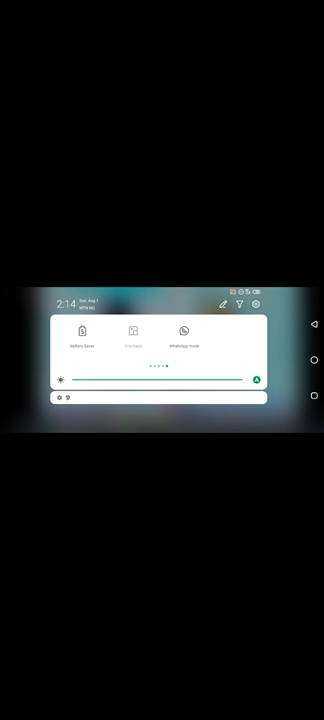 2:14
Sun, Aug 1
MTN NG
Battery Saver
One-hand
WhatsApp mode
A